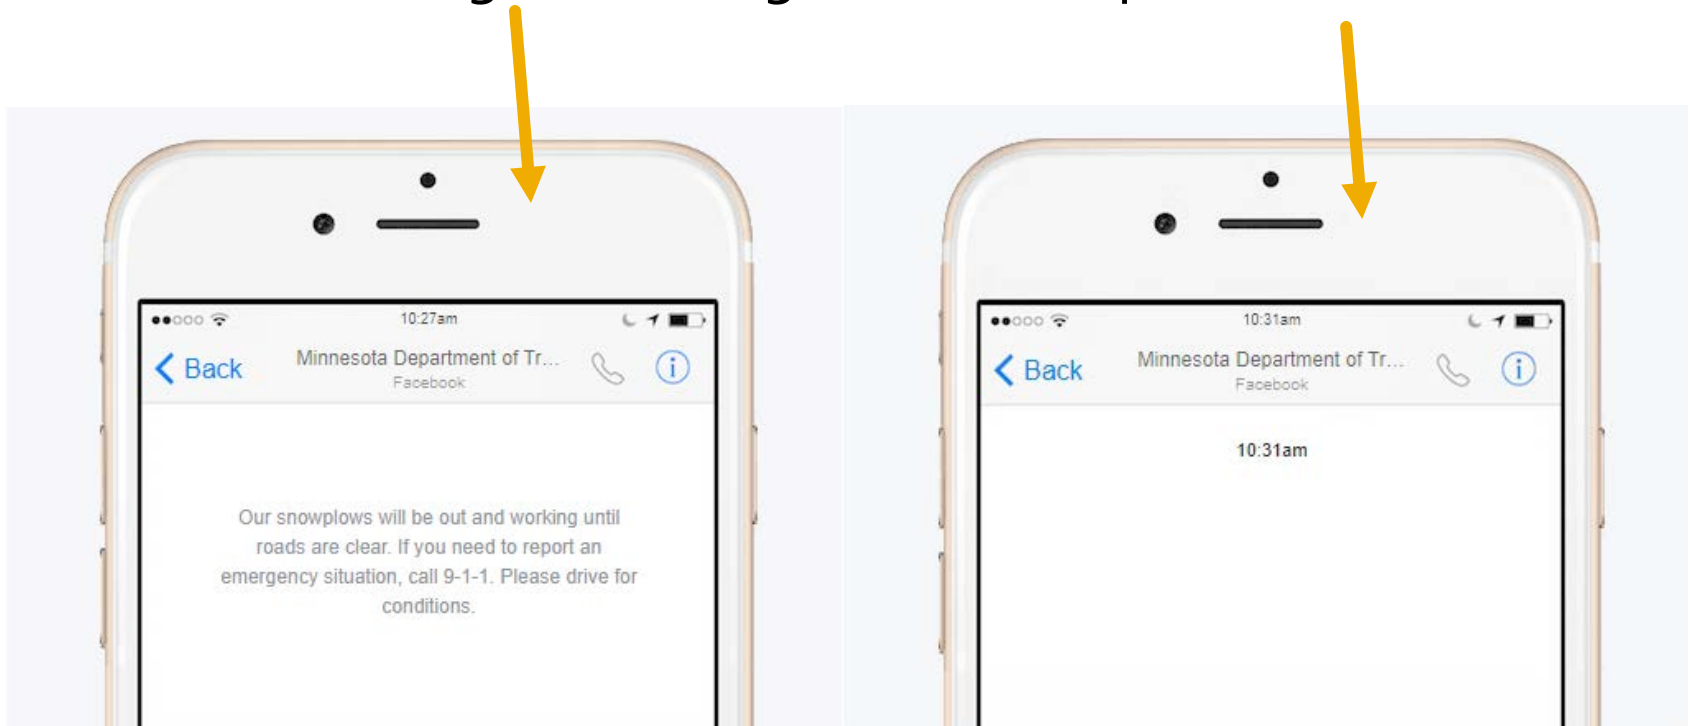 10:27am
Back
Minnesota Department of Tr...
Facebook
Our snowplows will be out and working until
roads are clear. If you need to report an
emergency situation, call 9-1-1. Please drive for
conditions.
10:31am
Back
Minnesota Department of Tr...
Facebook
10:31am